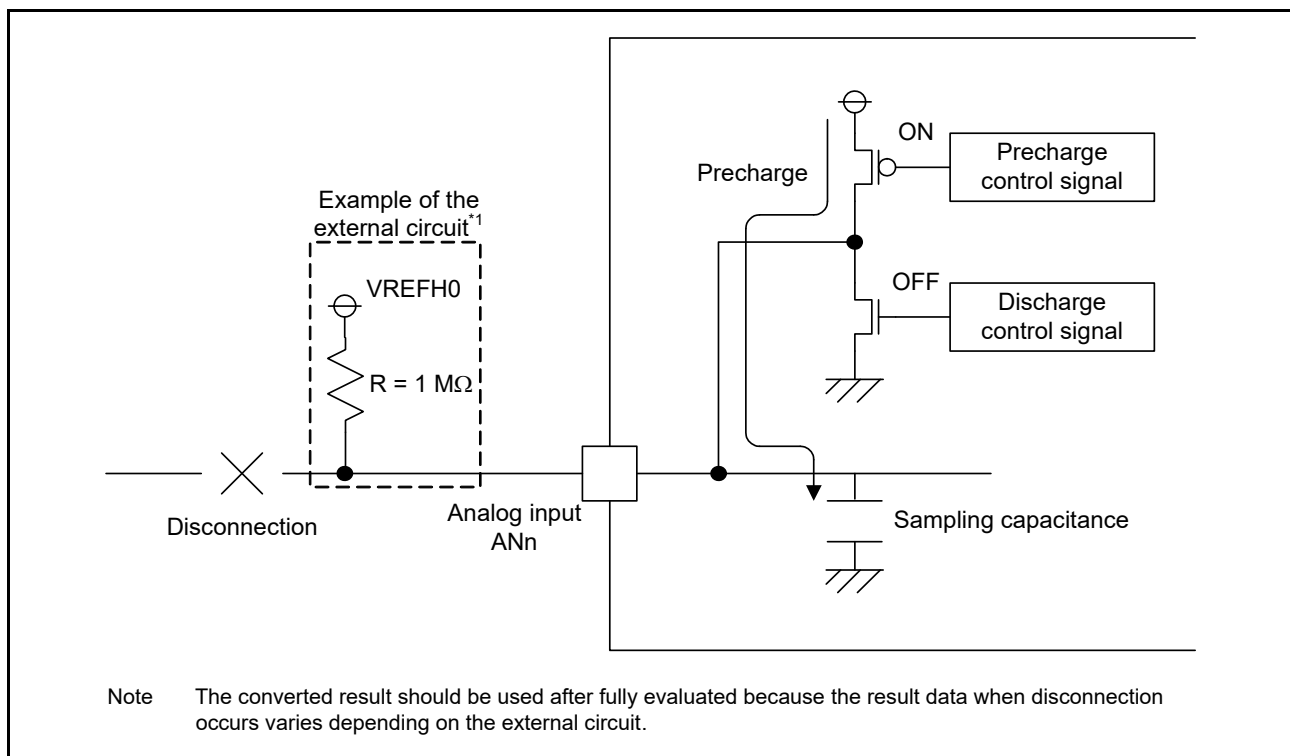 ON
Precharge
control signal
Precharge
Example of the
external circuit*1
VREFH0
OFF
Discharge
control signal
R = 1 MΩ
Disconnection
Analog input
ANn
Sampling capacitance
Note The converted result should be used after fully evaluated because the result data when disconnection
occurs varies depending on the external circuit.